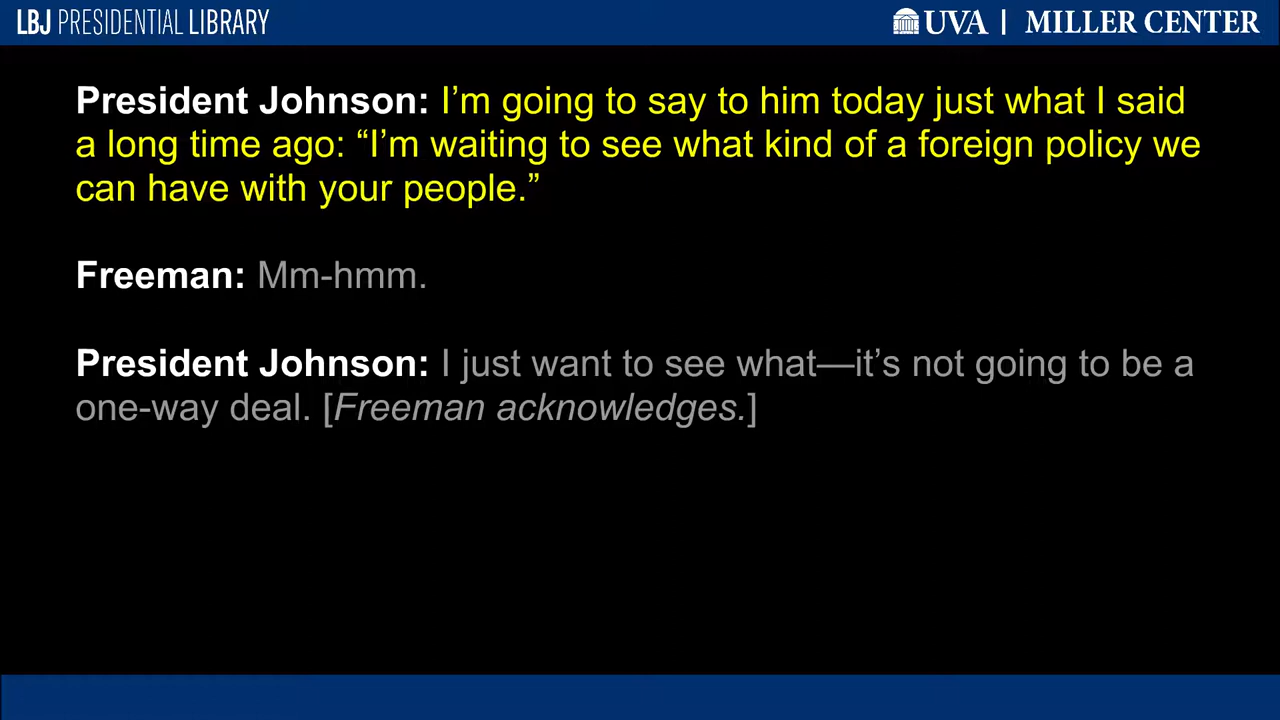 LBJ PRESIDENTIAL LIBRARY
UVA | MILLER CENTER
President Johnson: I’m going to say to him today just what I said
a long time ago: “I’m waiting to see what kind of a foreign policy we
can have with your people.”
Freeman: Mm-hmm.
President Johnson: I just want to see what—it’s not going to be a
one-way deal. [Freeman acknowledges.]